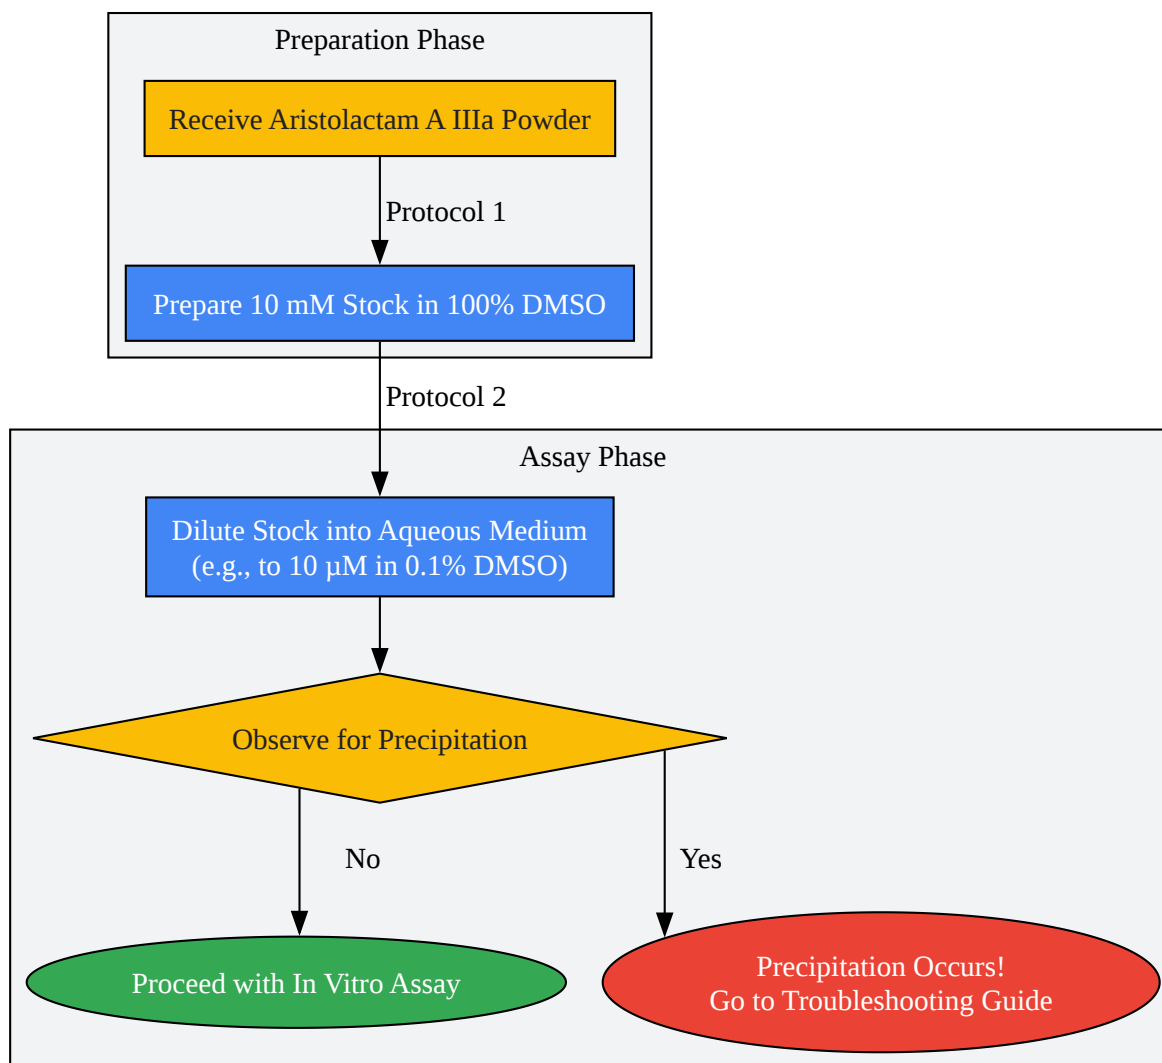 Preparation Phase
Receive Aristolactam A IIIa Powder
Protocol 1
Prepare 10 mM Stock in 100% DMSO
Protocol 2
Assay Phase
Dilute Stock into Aqueous Medium
(e.g., to 10 µM in 0.1% DMSO)
Observe for Precipitation
No
Yes
Proceed with In Vitro Assay
Precipitation Occurs!
Go to Troubleshooting Guide